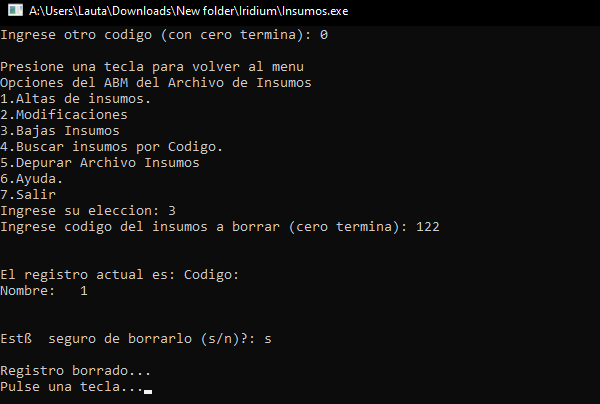 A:\Users\Lauta\Downloads\New folder\Iridium\Insumos.exe
Ingrese otro codigo (con cero termina): 0
Presione una tecla para volver al menu
Opciones del ABM del Archivo de Insumos
1.Altas de insumos.
2.Modificaciones
3.Bajas Insumos
4.Buscar insumos por Codigo.
5.Depurar Archivo Insumos
6.Ayuda.
7.Salir
Ingrese su eleccion: 3
Ingrese codigo del insumos a borrar (cero termina): 122
El registro actual es: Codigo:
Nombre:   1
Estß  seguro de borrarlo (s/n)?: s
Registro borrado...
Pulse una tecla...